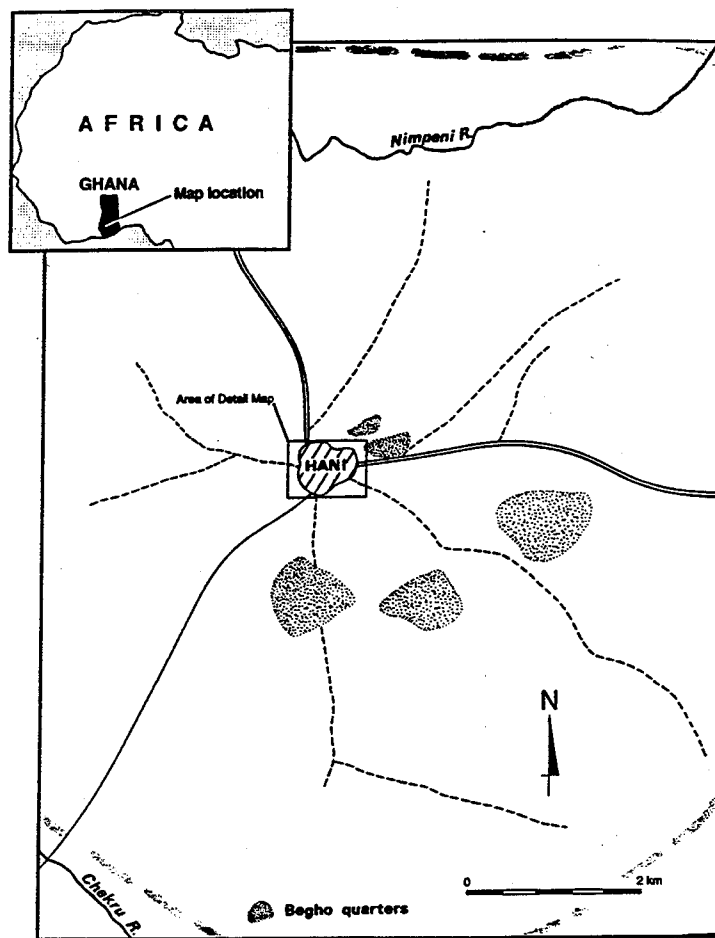 AFRICA
GHANA
Map location
Nimpeni R.
Area of Detail Map
HANI
N
0 2 km
Chekru R.
Begho quarters